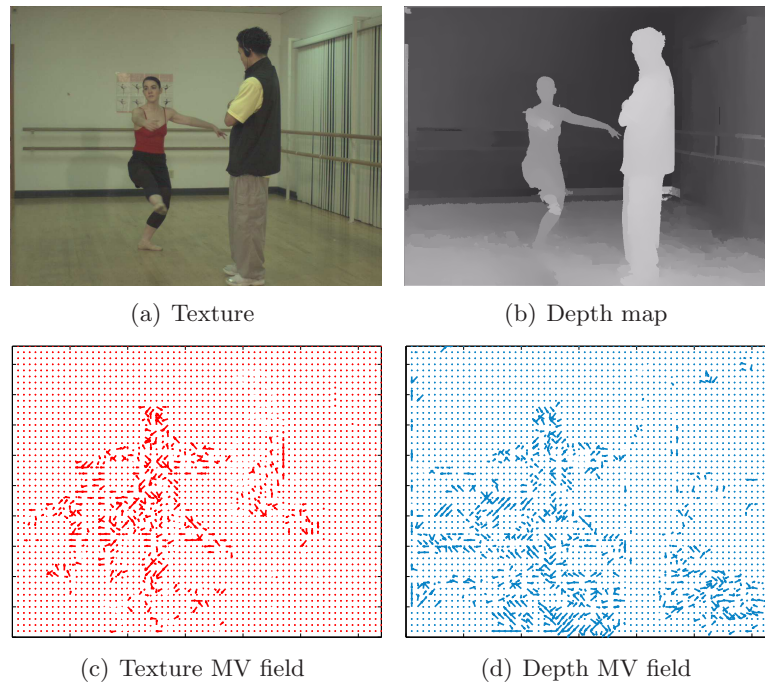 (a) Texture
(b) Depth map
(c) Texture MV field
(d) Depth MV field